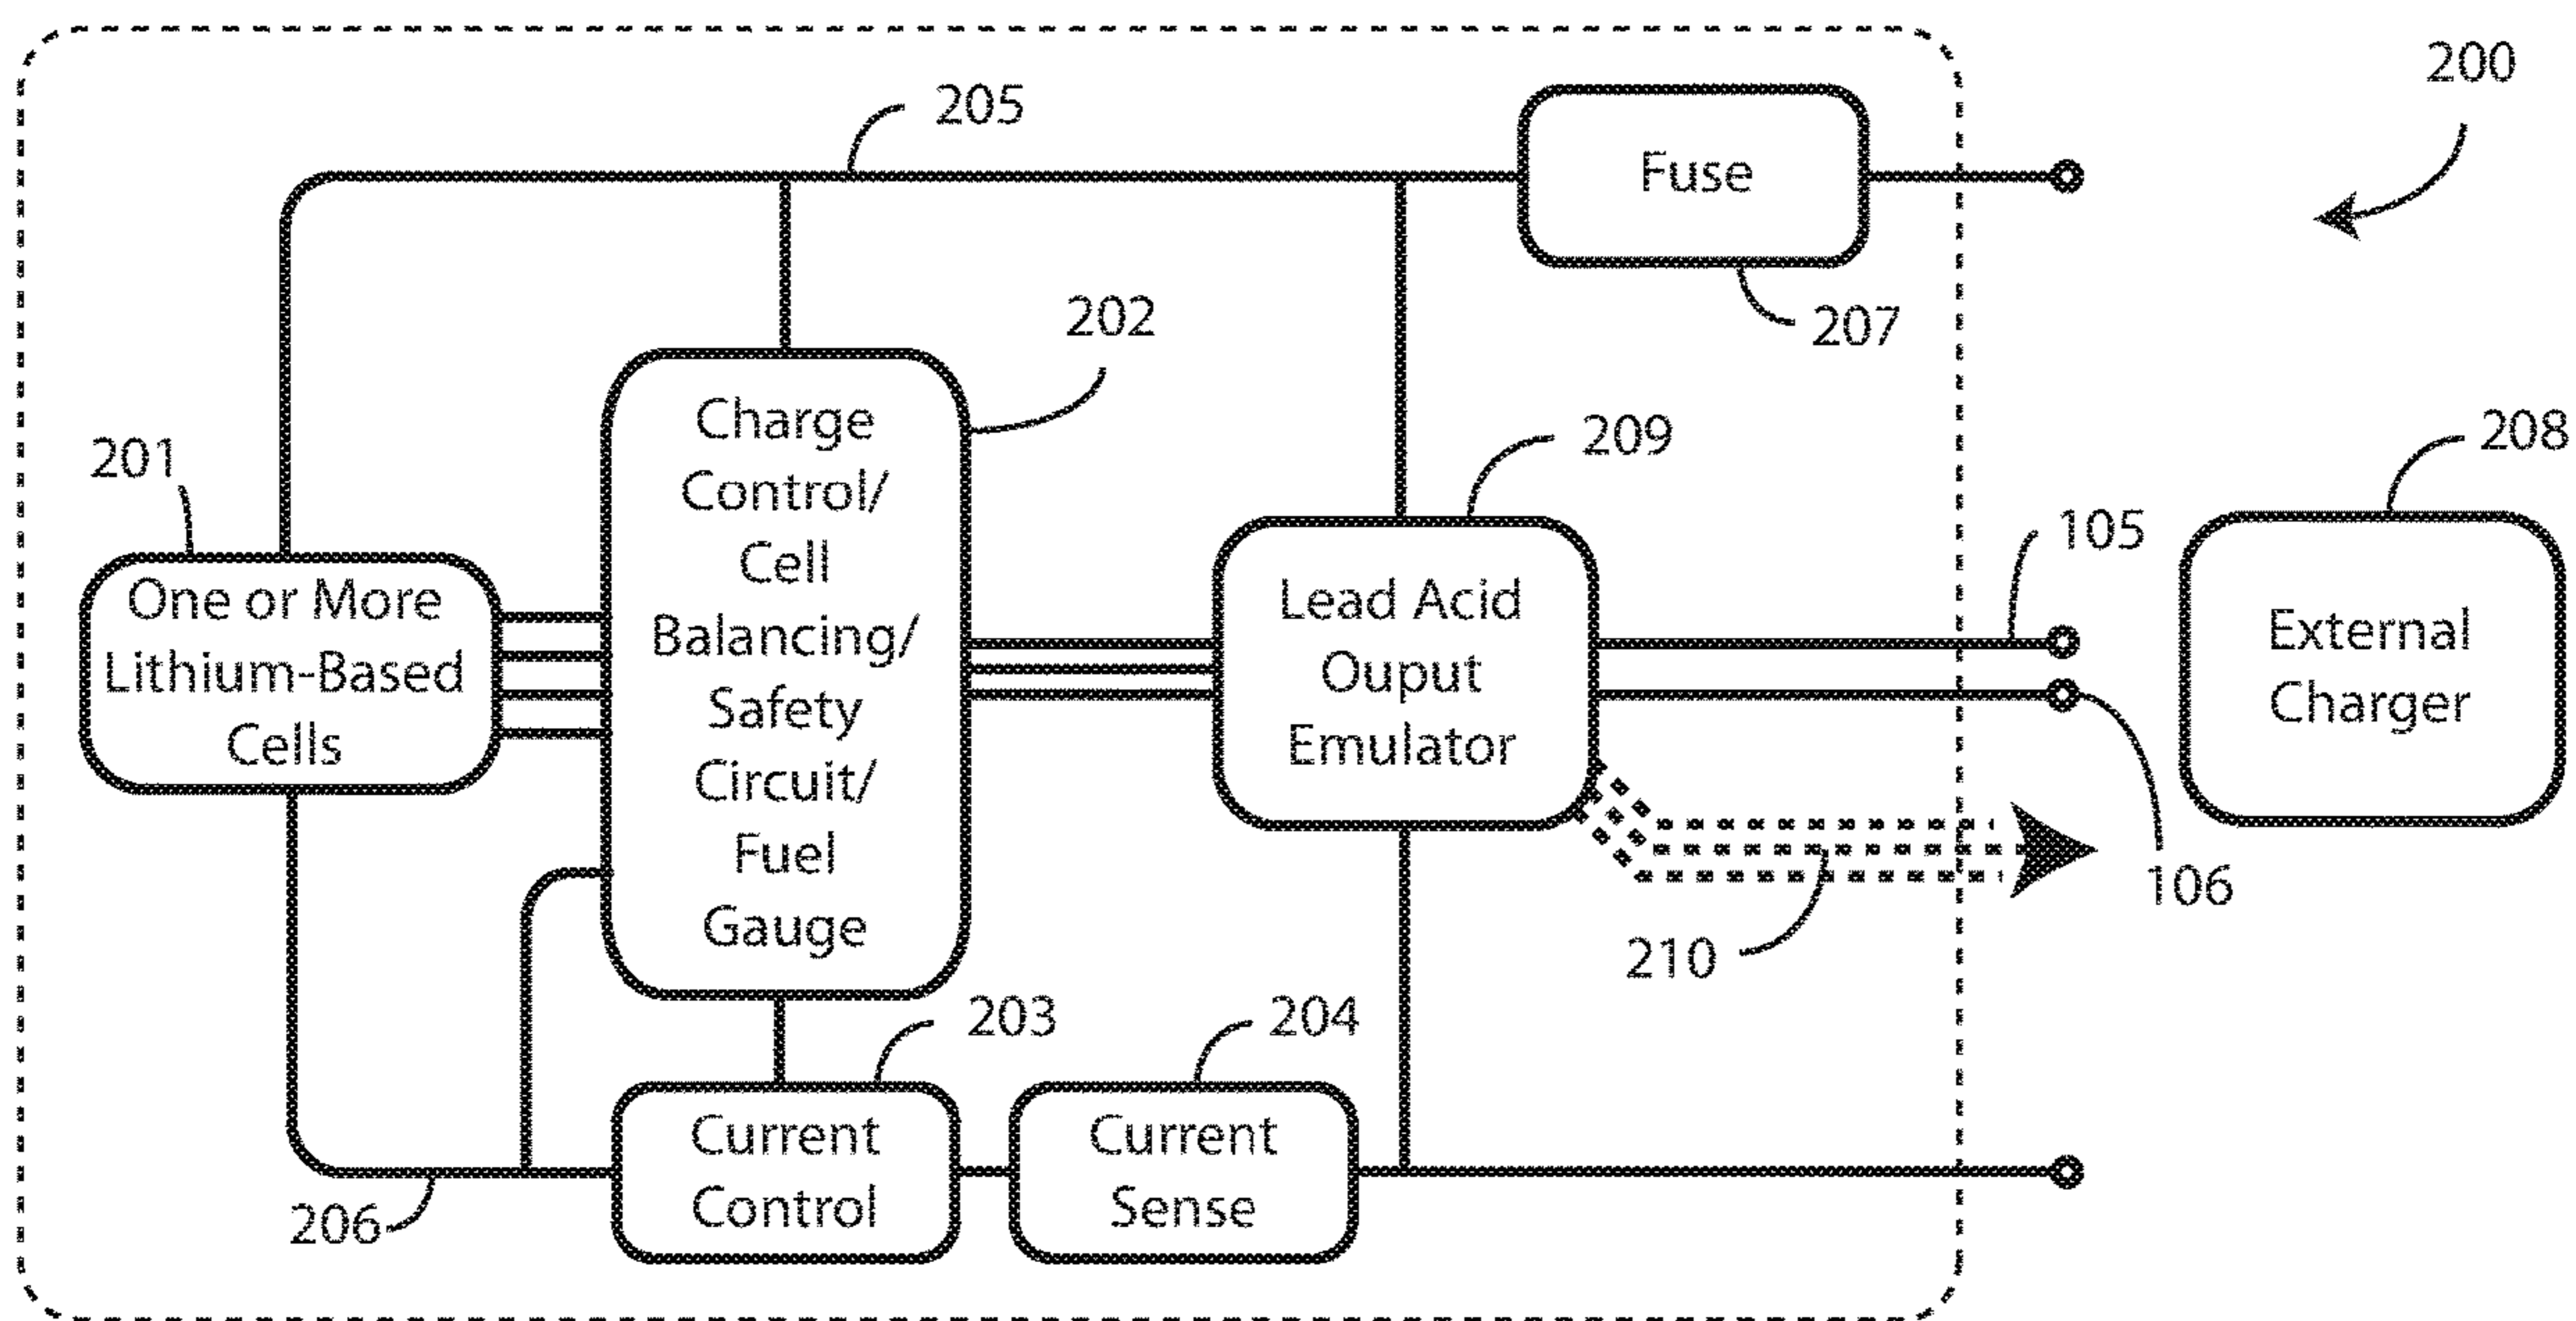 200
205
Fuse
207
202
209
208
201
Charge
Control/
Cell
Balancing/
Safety
Circuit/
Fuel
Gauge
One or More
Lithium-Based
Cells
Lead Acid
Ouput
Emulator
105
External
Charger
106
210
203
204
Current
Control
Current
Sense
206